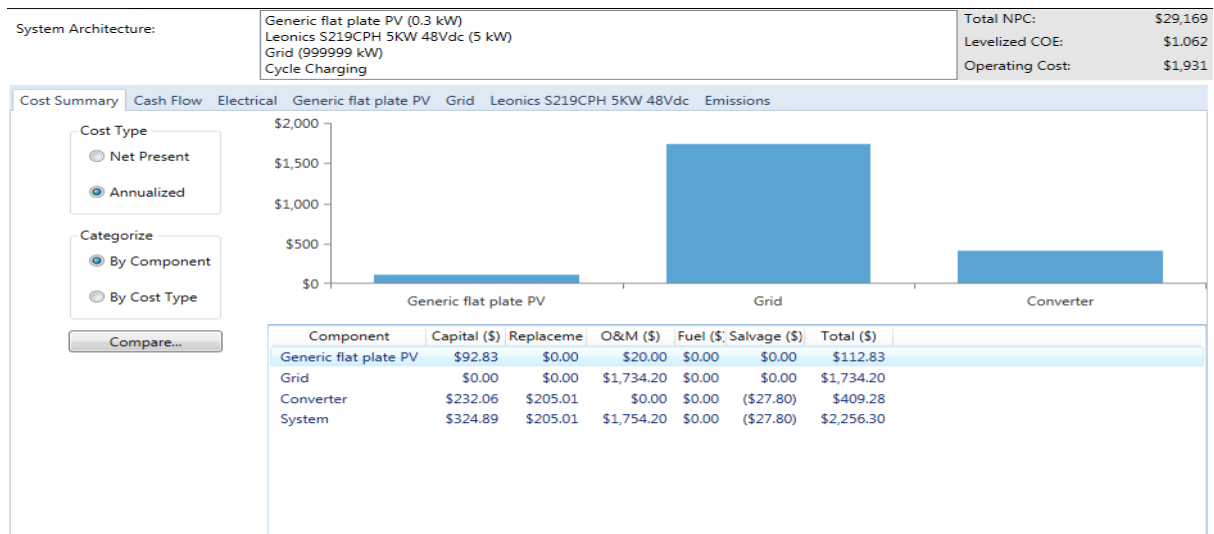 System Architecture:
Generic flat plate PV (0.3 kW)
Leonics S219CPH 5KW 48Vdc (5 kW)
Grid (999999 kW)
Cycle Charging
Total NPC: $29,169
Levelized COE: $1.062
Operating Cost: $1,931
Cost Summary Cash Flow Electrical Generic flat plate PV Grid Leonics S219CPH 5KW 48Vdc Emissions
Cost Type
Net Present
Annualized
Categorize
By Component
By Cost Type
Compare...
$2,000
$1,500
$1,000
$500
$0
Generic flat plate PV Grid Converter
Component Capital ($) Replaceme O&M ($) Fuel ($ Salvage ($) Total ($)
Generic flat plate PV $92.83 $0.00 $20.00 $0.00 $0.00 $112.83
Grid $0.00 $0.00 $1,734.20 $0.00 $0.00 $1,734.20
Converter $232.06 $205.01 $0.00 $0.00 ($27.80) $409.28
System $324.89 $205.01 $1,754.20 $0.00 ($27.80) $2,256.30